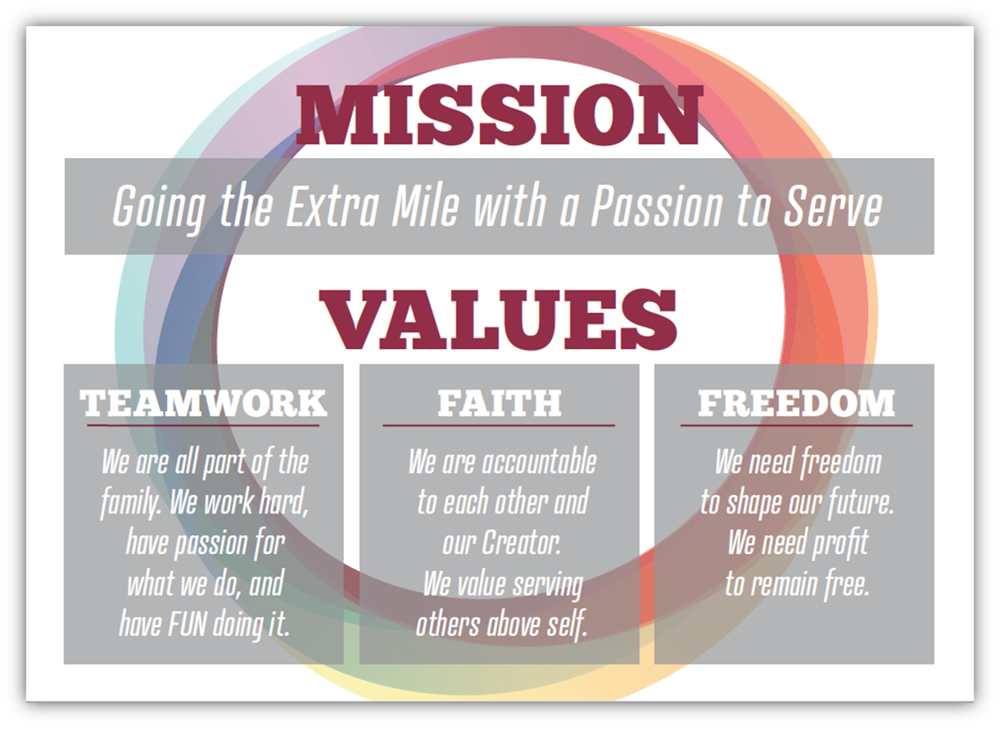 MISSION
Going the Extra Mile with a Passion to Serve
VALUES
TEAMWORK
We are all part of the
family. We work hard,
have passion for
what we do, and
have FUN doing it.
FAITH
We are accountable
to each other and
our Creator.
We value serving
others above self.
FREEDOM
We need freedom
to shape our future.
We need profit
to remain free.